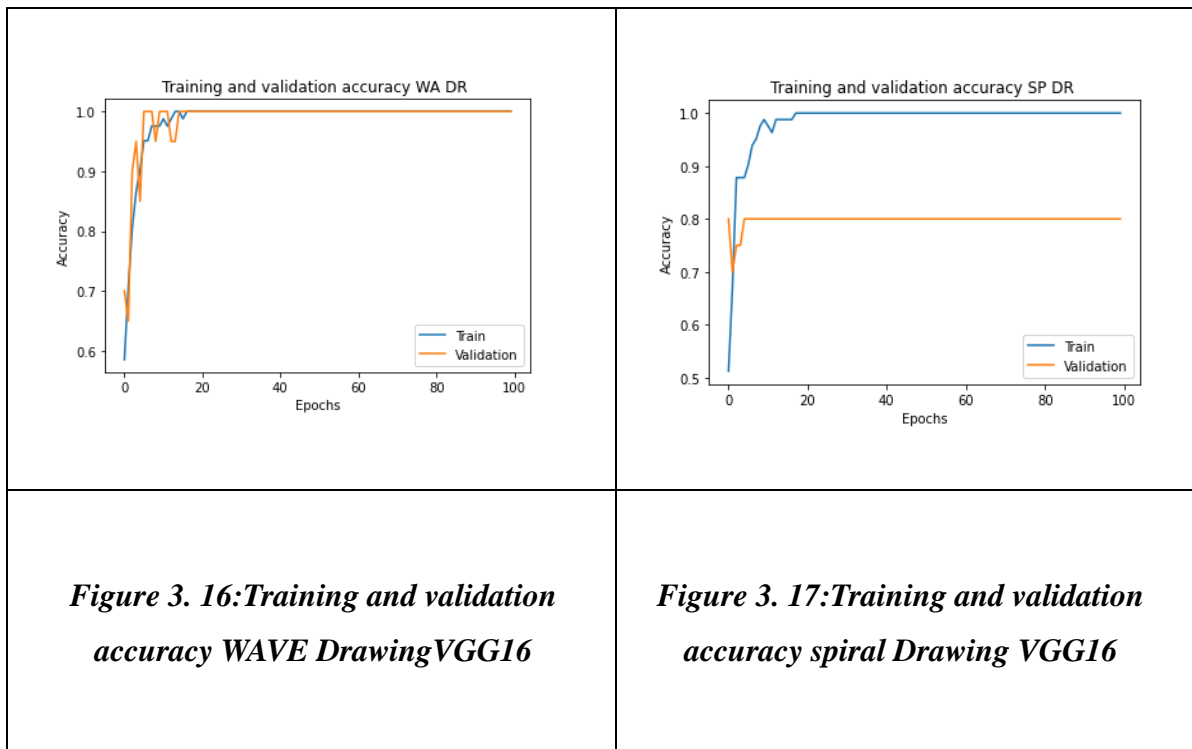 Training and validation accuracy WA DR
1.0
0.9
0.8
0.7
0.6
Accuracy
Train
Validation
0 20 40 60 80 100
Epochs
Training and validation accuracy SP DR
1.0
0.9
0.8
0.7
0.6
0.5
Accuracy
Train
Validation
0 20 40 60 80 100
Epochs
Figure 3. 16:Training and validation
accuracy WAVE DrawingVGG16
Figure 3. 17:Training and validation
accuracy spiral Drawing VGG16